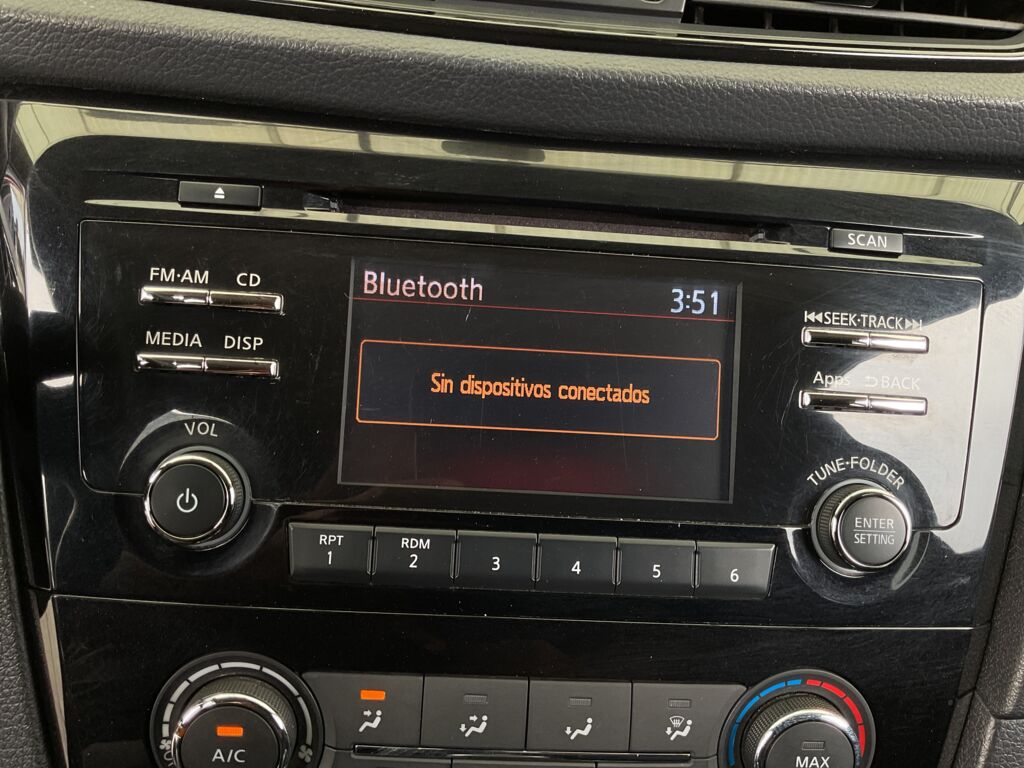 SCAN
FM·AM CD
MEDIA DISP
VOL
Bluetooth 3:51
Sin dispositivos conectados
SEEK·TRACK
Apps BACK
TUNE·FOLDER
ENTER
SETTING
RPT
1
RDM
2
3
4
5
6
A/C
MAX